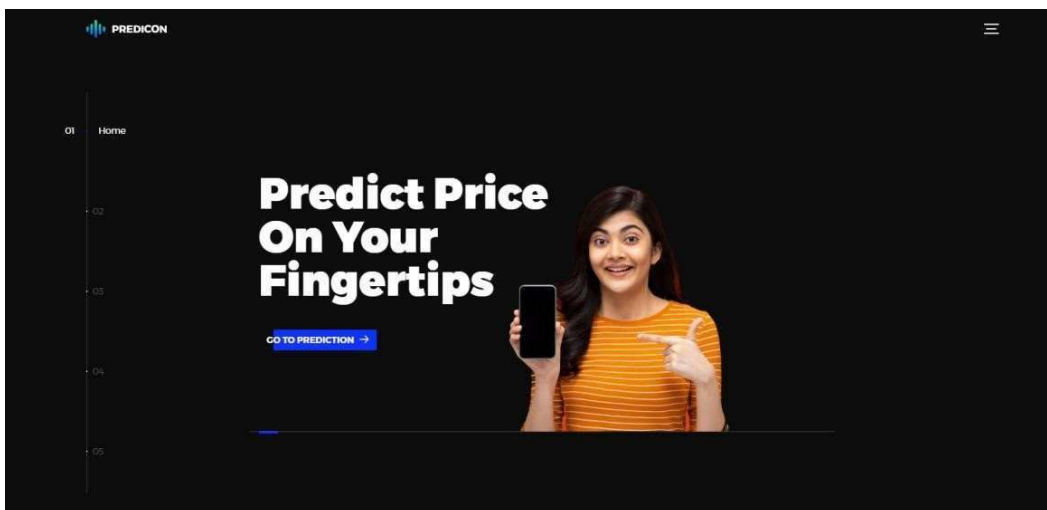 PREDICON
01 Home
02
Predict Price
On Your
Fingertips
03
GO TO PREDICTION →
04
05